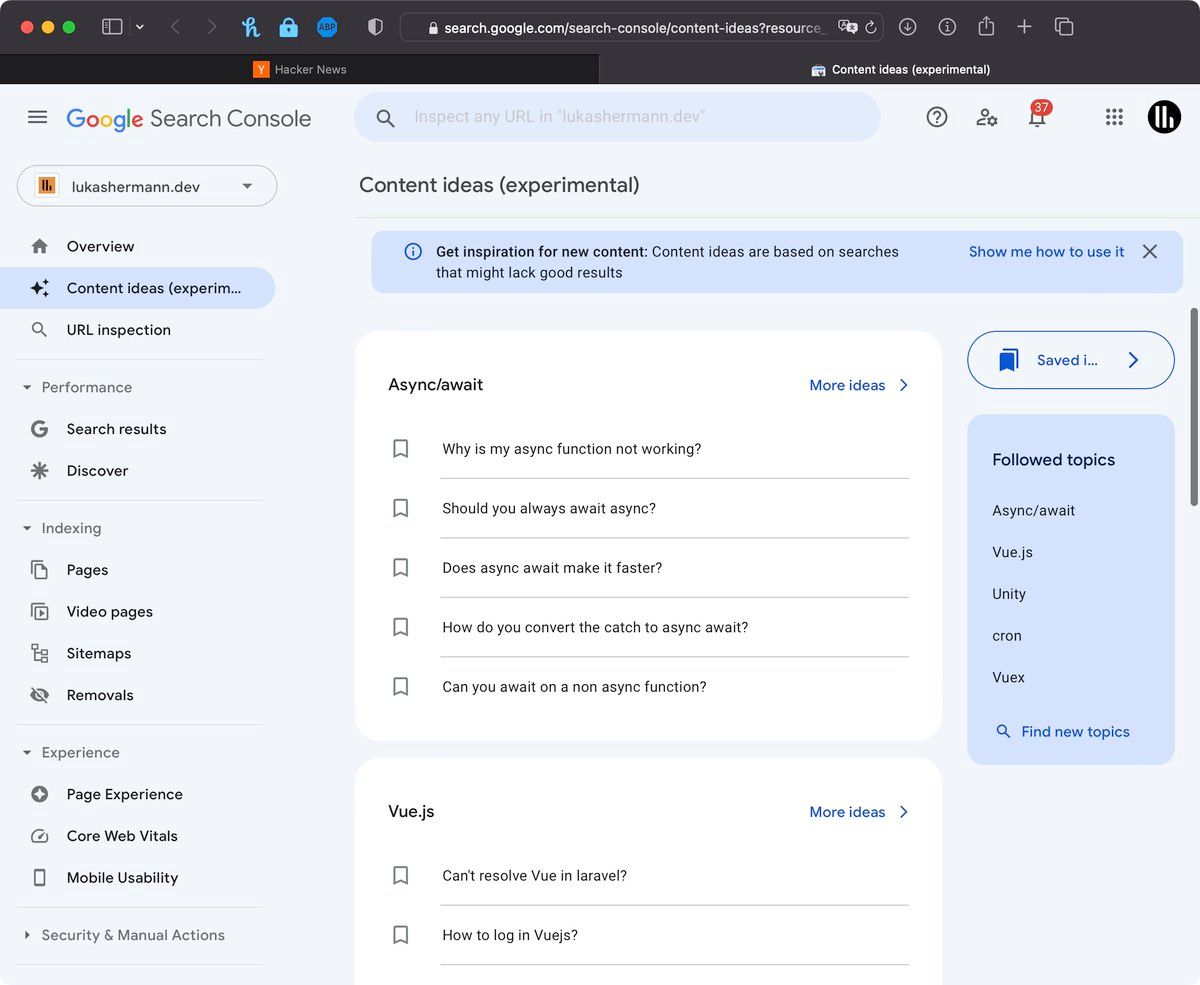 ABP
search.google.com/search-console/content-ideas?resource_
Y Hacker News
Content ideas (experimental)
Google Search Console
Inspect any URL in "lukashermann.dev"
37
lukashermann.dev
Content ideas (experimental)
Overview
Content ideas (experim...
URL inspection
Performance
Search results
Discover
Indexing
Pages
Video pages
Sitemaps
Removals
Experience
Page Experience
Core Web Vitals
Mobile Usability
Security & Manual Actions
Get inspiration for new content: Content ideas are based on searches
that might lack good results
Show me how to use it
Async/await
More ideas
Why is my async function not working?
Should you always await async?
Does async await make it faster?
How do you convert the catch to async await?
Can you await on a non async function?
Vue.js
More ideas
Can't resolve Vue in laravel?
How to log in Vuejs?
Saved i...
Followed topics
Async/await
Vue.js
Unity
cron
Vuex
Find new topics